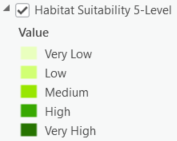 Habitat Suitability 5-Level
Value
Very Low
Low
Medium
High
Very High